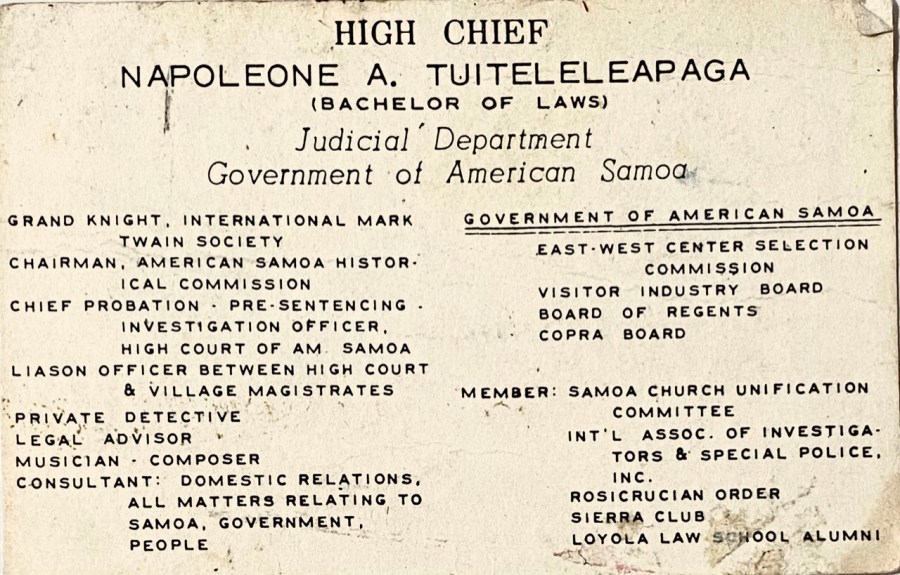 HIGH CHIEF
NAPOLEONE A. TUITELELEAPAGA
(BACHELOR OF LAWS)
Judicial Department
Government of American Samoa
GRAND KNIGHT, INTERNATIONAL MARK
TWAIN SOCIETY
CHAIRMAN, AMERICAN SAMOA HISTOR-
ICAL COMMISSION
CHIEF PROBATION - PRE-SENTENCING -
INVESTIGATION OFFICER,
HIGH COURT OF AM. SAMOA
LIASON OFFICER BETWEEN HIGH COURT
& VILLAGE MAGISTRATES
PRIVATE DETECTIVE
LEGAL ADVISOR
MUSICIAN - COMPOSER
CONSULTANT: DOMESTIC RELATIONS,
ALL MATTERS RELATING TO
SAMOA, GOVERNMENT,
PEOPLE
GOVERNMENT OF AMERICAN SAMOA
EAST-WEST CENTER SELECTION
COMMISSION
VISITOR INDUSTRY BOARD
BOARD OF REGENTS
COPRA BOARD
MEMBER: SAMOA CHURCH UNIFICATION
COMMITTEE
INT'L ASSOC. OF INVESTIGA-
TORS & SPECIAL POLICE,
INC.
ROSICRUCIAN ORDER
SIERRA CLUB
LOYOLA LAW SCHOOL ALUMNI